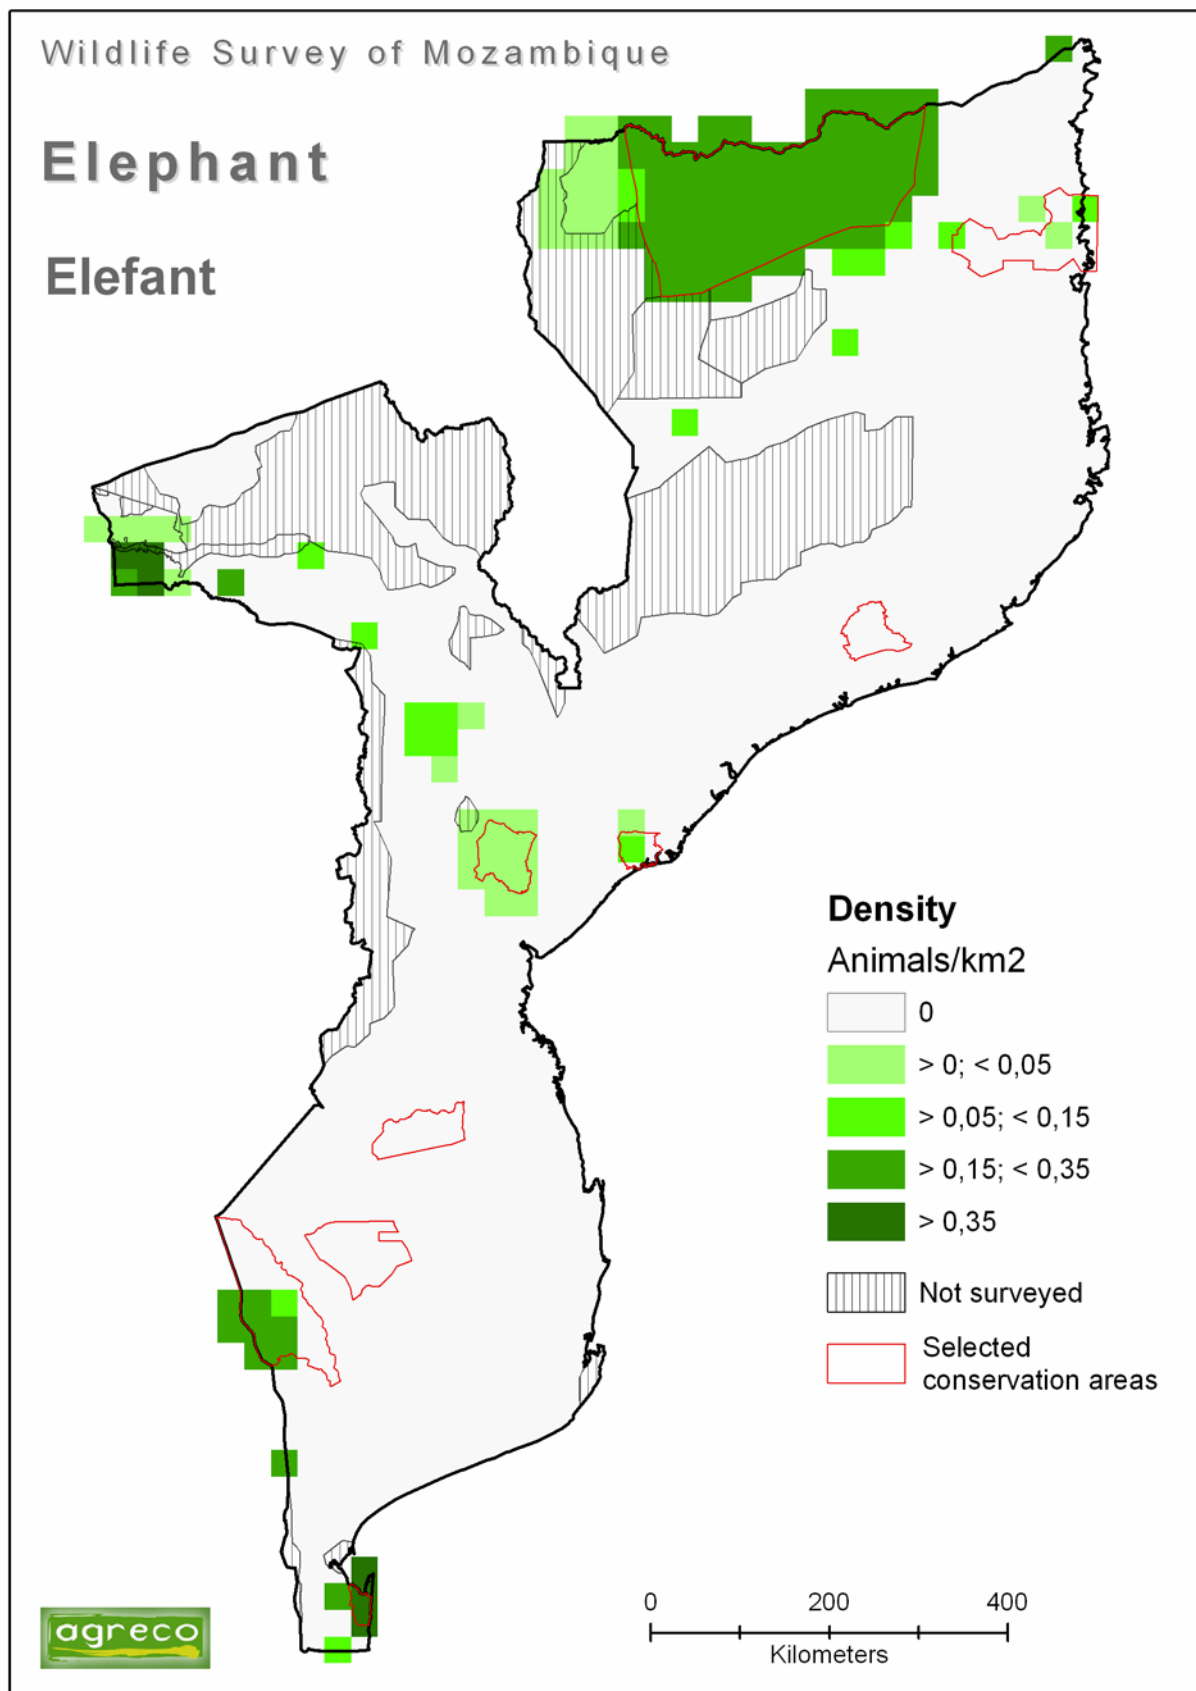 Wildlife Survey of Mozambique
Elephant
Elefant
Density
Animals/km2
0
> 0; < 0,05
> 0,05; < 0,15
> 0,15; < 0,35
> 0,35
Not surveyed
Selected
conservation areas
agreco
0 200 400
Kilometers